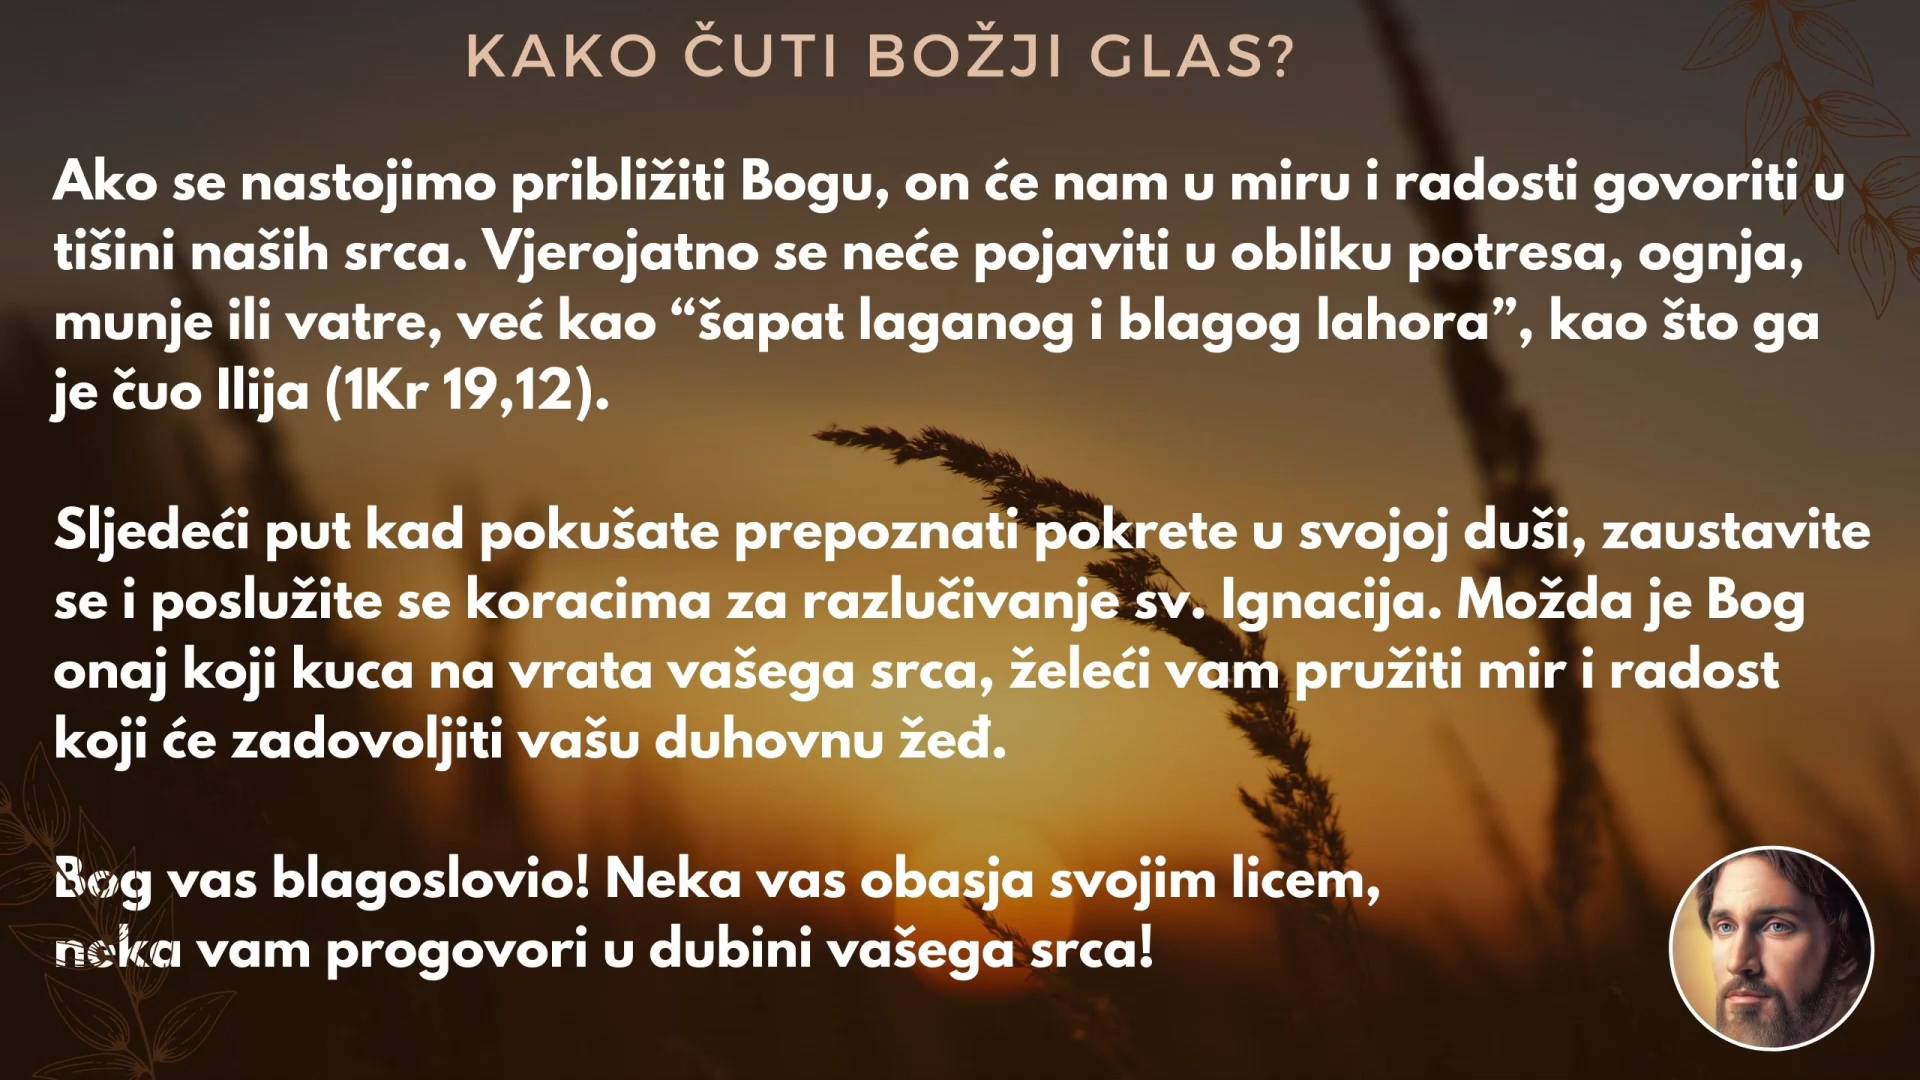 KAKO ČUTI BOŽJI GLAS?
Ako se nastojimo približiti Bogu, on će nam u miru i radosti govoriti u
tišini naših srca. Vjerojatno se neće pojaviti u obliku potresa, ognja,
munje ili vatre, već kao “šapat laganog i blagog lahora”, kao što ga
je čuo Ilija (1Kr 19,12).
Sljedeći put kad pokušate prepoznati pokrete u svojoj duši, zaustavite
se i poslužite se koracima za razlučivanje sv. Ignacija. Možda je Bog
onaj koji kuca na vrata vašega srca, želeći vam pružiti mir i radost
koji će zadovoljiti vašu duhovnu žeđ.
Bog vas blagoslovio! Neka vas obasja svojim licem,
neka vam progovori u dubini vašega srca!